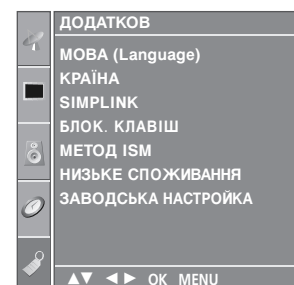 ДОДАТКОВ
МОВА (Language)
КРАЇНА
SIMPLINK
БЛОК. КЛАВІШ
МЕТОД ISM
НИЗЬКЕ СПОЖИВАННЯ
ЗАВОДСЬКА НАСТРОЙКА
▲▼ ◄► OK MENU